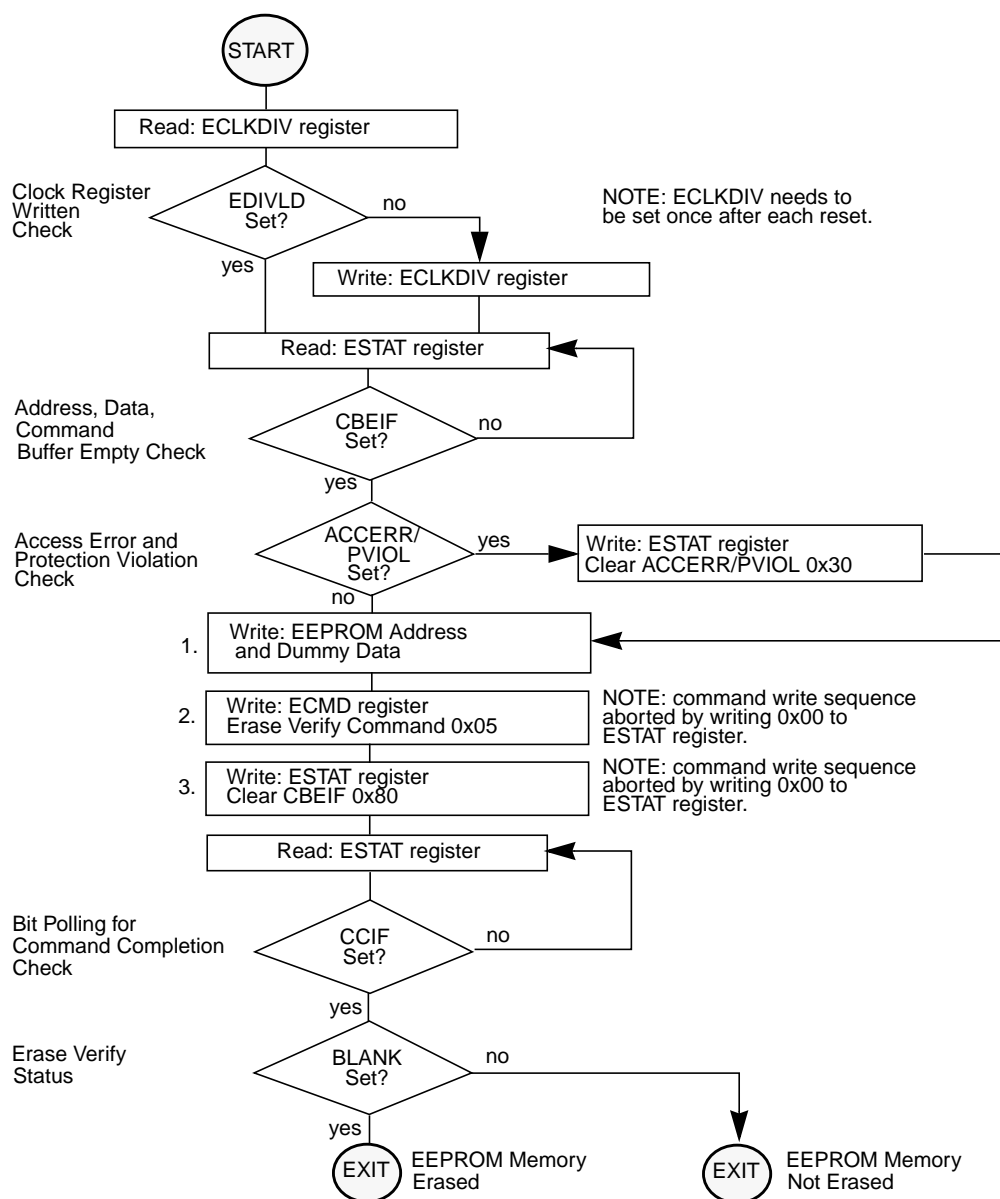 START
Read: ECLKDIV register
Clock Register
Written
Check
EDIVLD
Set?
no
yes
NOTE: ECLKDIV needs to
be set once after each reset.
Write: ECLKDIV register
Read: ESTAT register
Address, Data,
Command
Buffer Empty Check
CBEIF
Set?
no
yes
Access Error and
Protection Violation
Check
ACCERR/
PVIOL
Set?
yes
no
Write: ESTAT register
Clear ACCERR/PVIOL 0x30
1.
Write: EEPROM Address
and Dummy Data
2.
Write: ECMD register
Erase Verify Command 0x05
NOTE: command write sequence
aborted by writing 0x00 to
ESTAT register.
3.
Write: ESTAT register
Clear CBEIF 0x80
NOTE: command write sequence
aborted by writing 0x00 to
ESTAT register.
Read: ESTAT register
Bit Polling for
Command Completion
Check
CCIF
Set?
no
yes
Erase Verify
Status
BLANK
Set?
no
yes
EXIT
EEPROM Memory
Erased
EXIT
EEPROM Memory
Not Erased